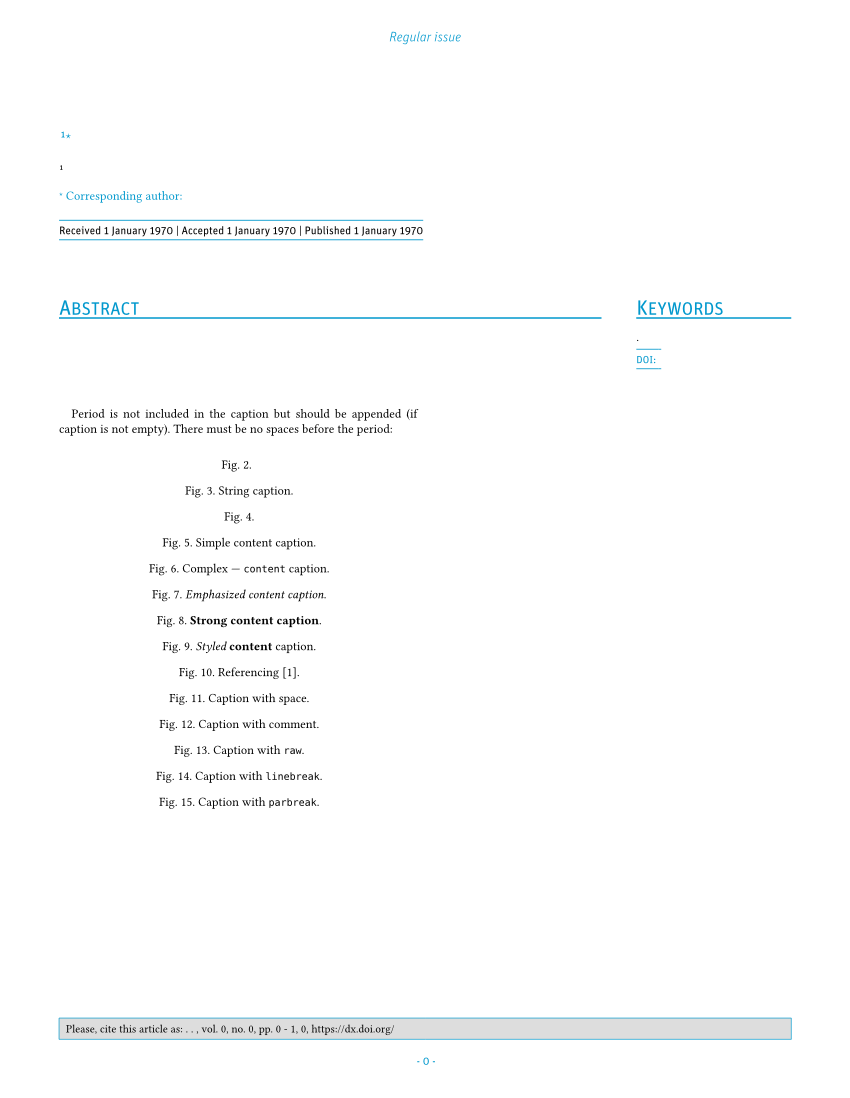 Regular issue
1*
1
* Corresponding author:
Received 1 January 1970 | Accepted 1 January 1970 | Published 1 January 1970
ABSTRACT
KEYWORDS
.
DOI:
Period is not included in the caption but should be appended (if
caption is not empty). There must be no spaces before the period:
Fig. 2.
Fig. 3. String caption.
Fig. 4.
Fig. 5. Simple content caption.
Fig. 6. Complex — content caption.
Fig. 7. Emphasized content caption.
Fig. 8. Strong content caption.
Fig. 9. Styled content caption.
Fig. 10. Referencing [1].
Fig. 11. Caption with space.
Fig. 12. Caption with comment.
Fig. 13. Caption with raw.
Fig. 14. Caption with linebreak.
Fig. 15. Caption with parbreak.
Please, cite this article as: . . , vol. 0, no. 0, pp. 0 - 1, 0, https://dx.doi.org/
- 0 -